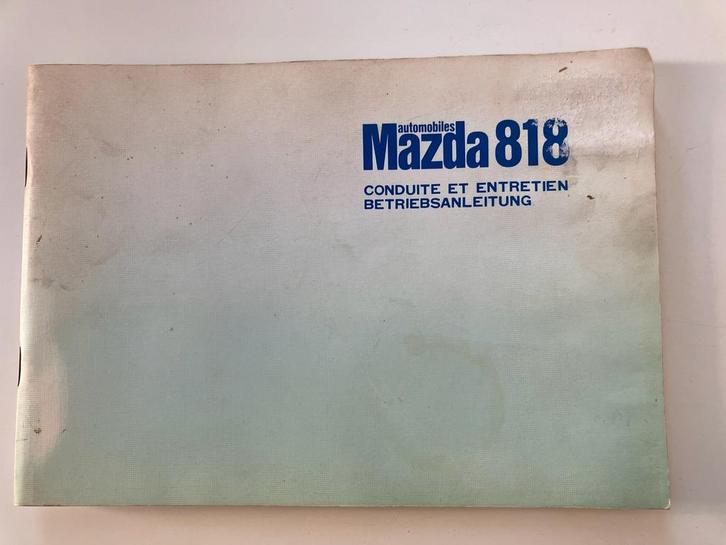 automobiles
Mazda 818
CONDUITE ET ENTRETIEN
BETRIEBSANLEITUNG